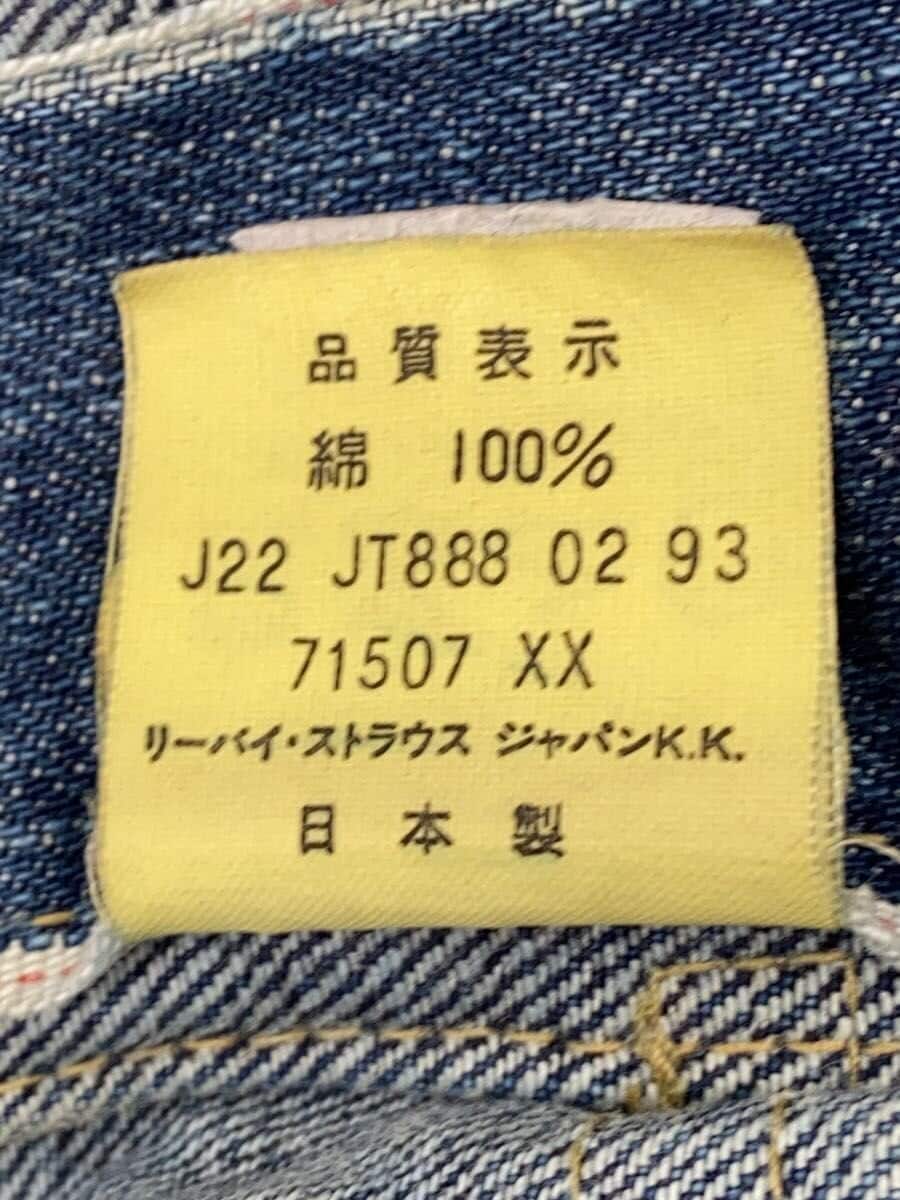 品質表示
綿 100%
J22 JT888 02 93
71507 XX
リーバイ・ストラウス ジャパンK.K.
日本製